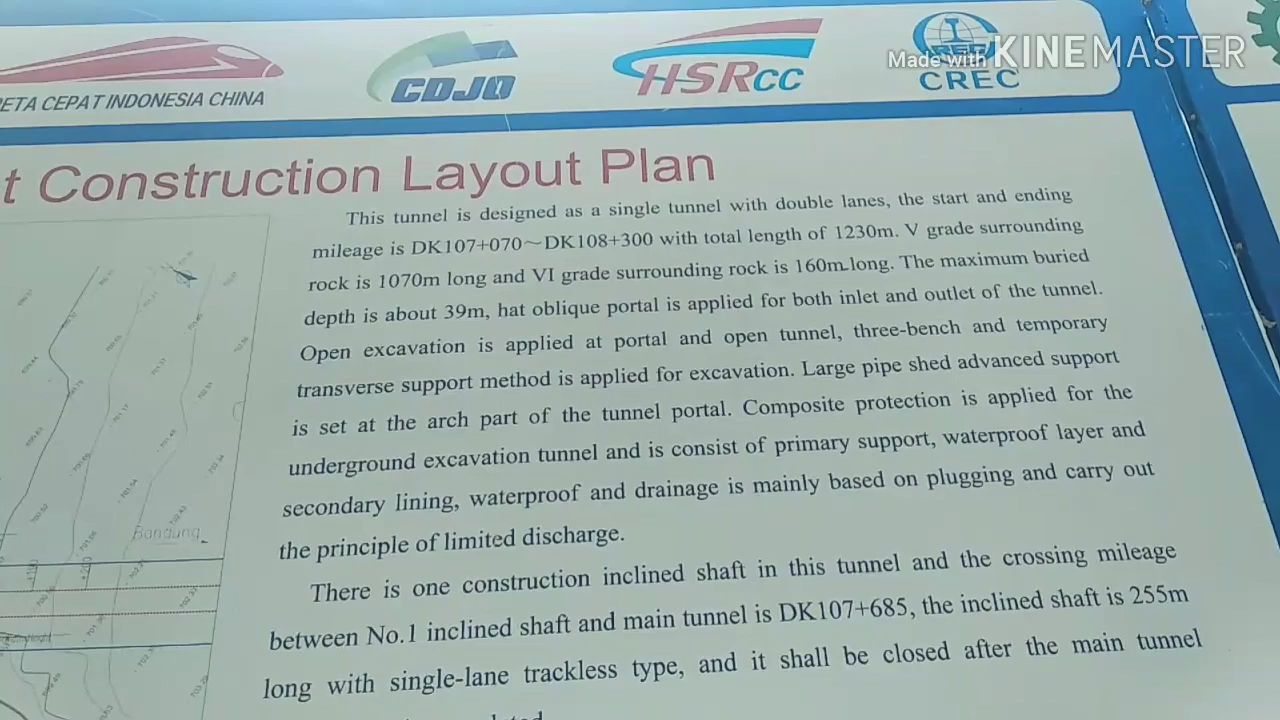 Made with KINEMASTER
CDJO
HSRCC
CREC
CREC
CEPAT INDONESIA CHINA
t Construction Layout Plan
This tunnel is designed as a single tunnel with double lanes, the start and ending
mileage is DK107+070~DK108+300 with total length of 1230m. V grade surrounding
rock is 1070m long and VI grade surrounding rock is 160m long. The maximum buried
depth is about 39m, hat oblique portal is applied for both inlet and outlet of the tunnel.
Open excavation is applied at portal and open tunnel, three-bench and temporary
transverse support method is applied for excavation. Large pipe shed advanced support
is set at the arch part of the tunnel portal. Composite protection is applied for the
underground excavation tunnel and is consist of primary support, waterproof layer and
secondary lining, waterproof and drainage is mainly based on plugging and carry out
the principle of limited discharge.
There is one construction inclined shaft in this tunnel and the crossing mileage
between No.1 inclined shaft and main tunnel is DK107+685, the inclined shaft is 255m
long with single-lane trackless type, and it shall be closed after the main tunnel
Bandung